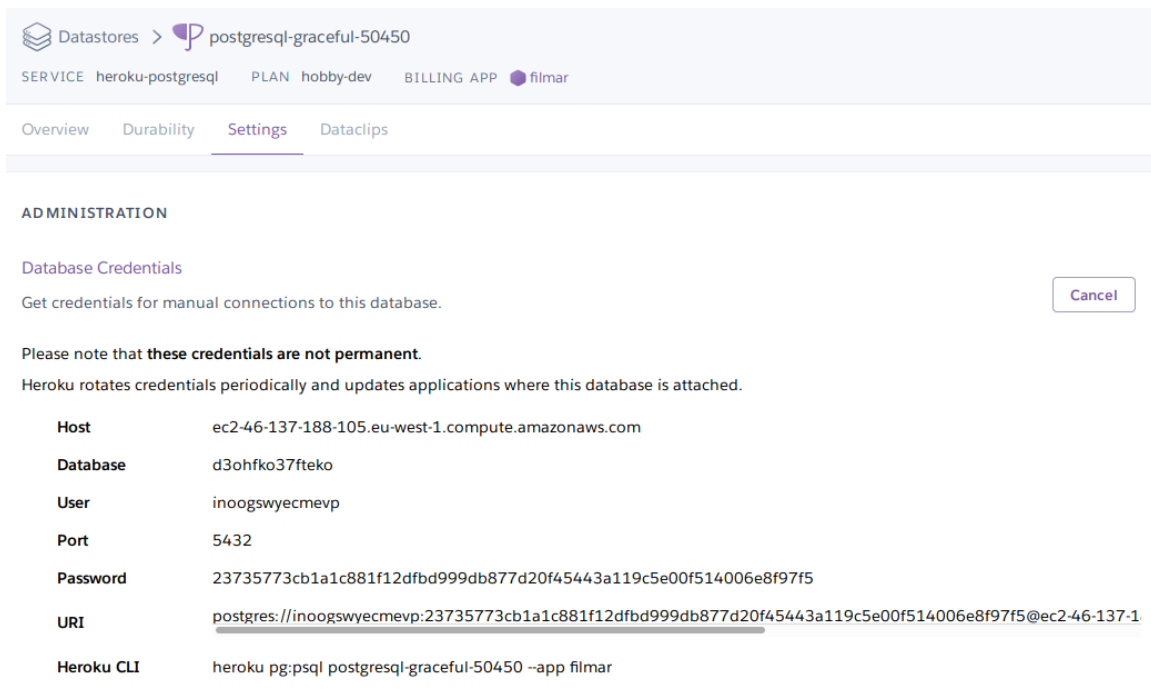 Datastores > postgresql-graceful-50450
SERVICE heroku-postgresql PLAN hobby-dev BILLING APP filmar
Overview Durability Settings Dataclips
ADMINISTRATION
Database Credentials
Get credentials for manual connections to this database.
Cancel
Please note that these credentials are not permanent.
Heroku rotates credentials periodically and updates applications where this database is attached.
Host ec2-46-137-188-105.eu-west-1.compute.amazonaws.com
Database d3ohfko37fteko
User inoogswyecmevp
Port 5432
Password 23735773cb1a1c881f12dfbd999db877d20f45443a119c5e00f514006e8f97f5
URI postgres://inoogswyecmevp:23735773cb1a1c881f12dfbd999db877d20f45443a119c5e00f514006e8f97f5@ec2-46-137-1
Heroku CLI heroku pg:psql postgresql-graceful-50450 --app filmar